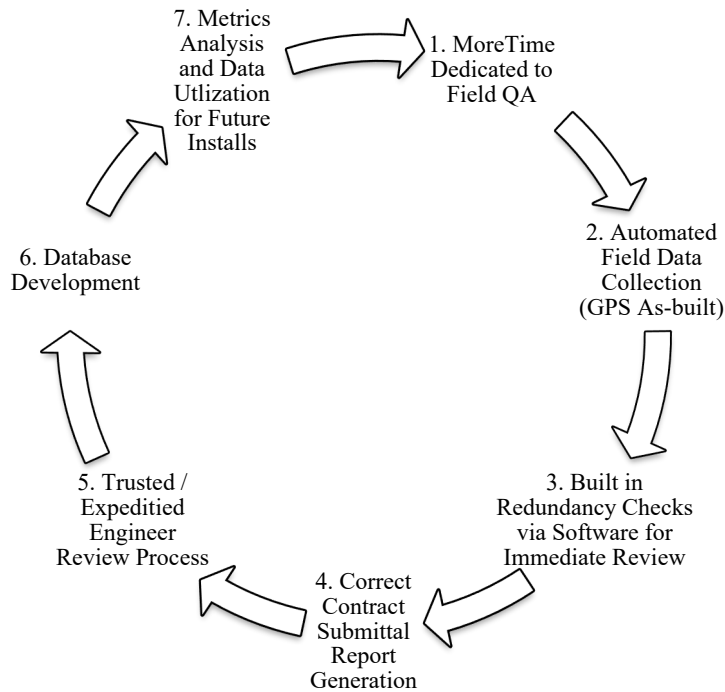 1. MoreTime
Dedicated to
Field QA
2. Automated
Field Data
Collection
(GPS As-built)
3. Built in
Redundancy Checks
via Software for
Immediate Review
4. Correct
Contract
Submittal
Report
Generation
5. Trusted /
Expeditied
Engineer
Review Process
6. Database
Development
7. Metrics
Analysis
and Data
Utlization
for Future
Installs